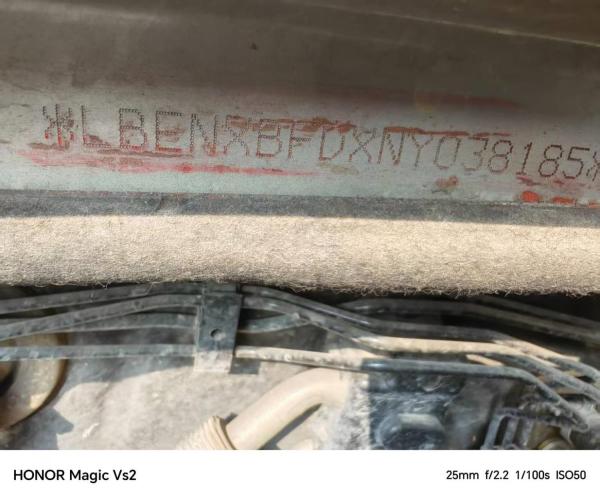 *LBENXBFDXNY038185*
HONOR Magic Vs2
25mm f/2.2 1/100s ISO50